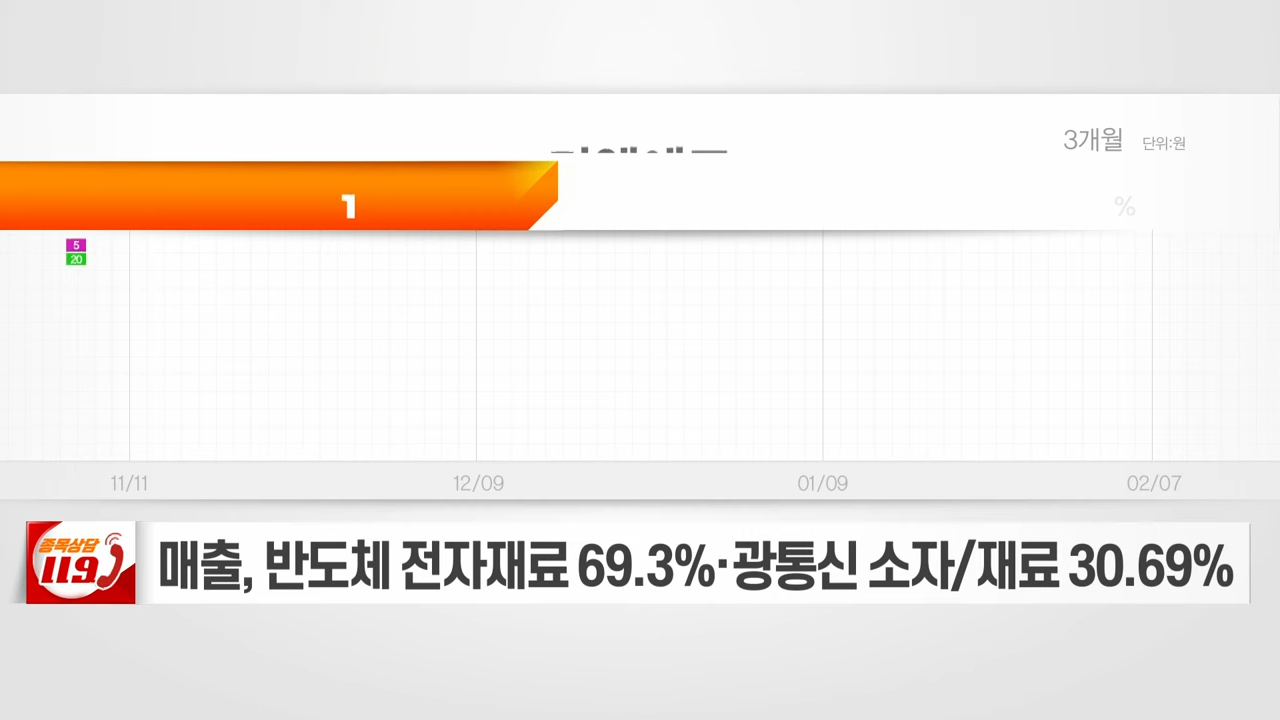 3개월 단위:원
1
%
5
20
11/11 12/09 01/09 02/07
종목상담
119
매출, 반도체 전자재료 69.3%·광통신 소자/재료 30.69%